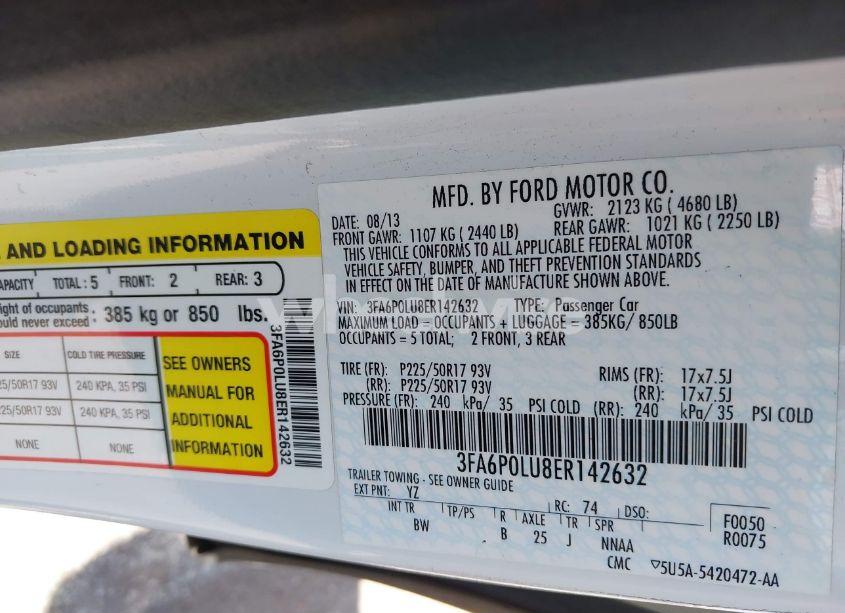 E AND LOADING INFORMATION
APACITY TOTAL: 5 FRONT: 2 REAR: 3
ight of occupants
ould never exceed: 385 kg or 850 lbs.
SIZE COLD TIRE PRESSURE
25/50R17 93V 240 KPA, 35 PSI
225/50R17 93V 240 KPA, 35 PSI
NONE NONE
SEE OWNERS
MANUAL FOR
ADDITIONAL
INFORMATION
3FA6P0LU8ER142632
MFD. BY FORD MOTOR CO.
DATE: 08/13 GVWR: 2123 KG ( 4680 LB)
FRONT GAWR: 1107 KG ( 2440 LB) REAR GAWR: 1021 KG ( 2250 LB)
THIS VEHICLE CONFORMS TO ALL APPLICABLE FEDERAL MOTOR
VEHICLE SAFETY, BUMPER, AND THEFT PREVENTION STANDARDS
IN EFFECT ON THE DATE OF MANUFACTURE SHOWN ABOVE.
VIN: 3FA6P0LU8ER142632 TYPE: Passenger Car
MAXIMUM LOAD = OCCUPANTS + LUGGAGE = 385KG/ 850LB
OCCUPANTS = 5 TOTAL; 2 FRONT, 3 REAR
TIRE (FR): P225/50R17 93V RIMS (FR): 17x7.5J
(RR): P225/50R17 93V (RR): 17x7.5J
PRESSURE (FR): 240 kPa/ 35 PSI COLD (RR): 240 kPa/ 35 PSI COLD
3FA6P0LU8ER142632
TRAILER TOWING - SEE OWNER GUIDE
EXT PNT: YZ RC: 74 DSO: F0050
INT TR TP/PS R AXLE TR SPR R0075
BW B 25 J NNAA
CMC ▽5U5A-5420472-AA